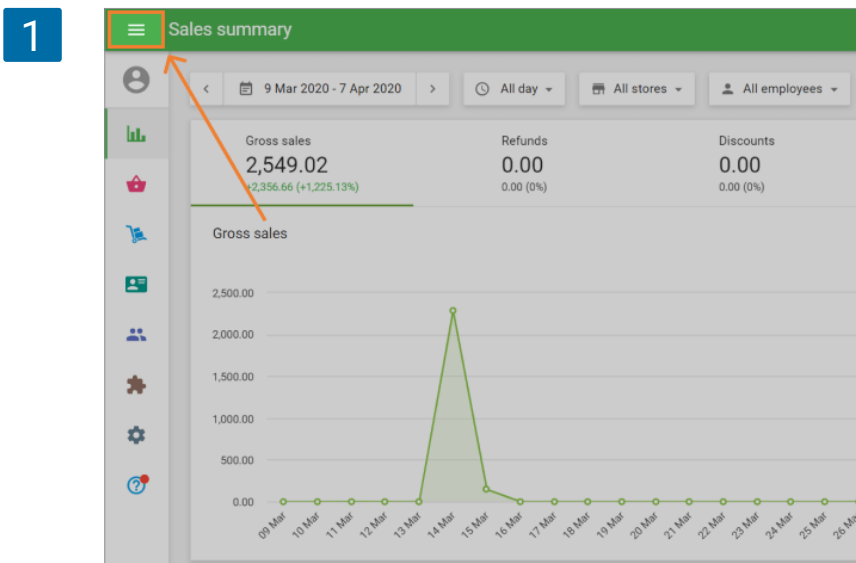 1
Sales summary
9 Mar 2020 - 7 Apr 2020
All day
All stores
All employees
Gross sales
Refunds
Discounts
2,549.02
0.00
0.00
+2,356.66 (+1,225.13%)
0.00 (0%)
0.00 (0%)
Gross sales
2,500.00
2,000.00
1,500.00
1,000.00
500.00
0.00
09 Mar 10 Mar 11 Mar 12 Mar 13 Mar 14 Mar 15 Mar 16 Mar 17 Mar 18 Mar 19 Mar 20 Mar 21 Mar 22 Mar 23 Mar 24 Mar 25 Mar 26 Mar